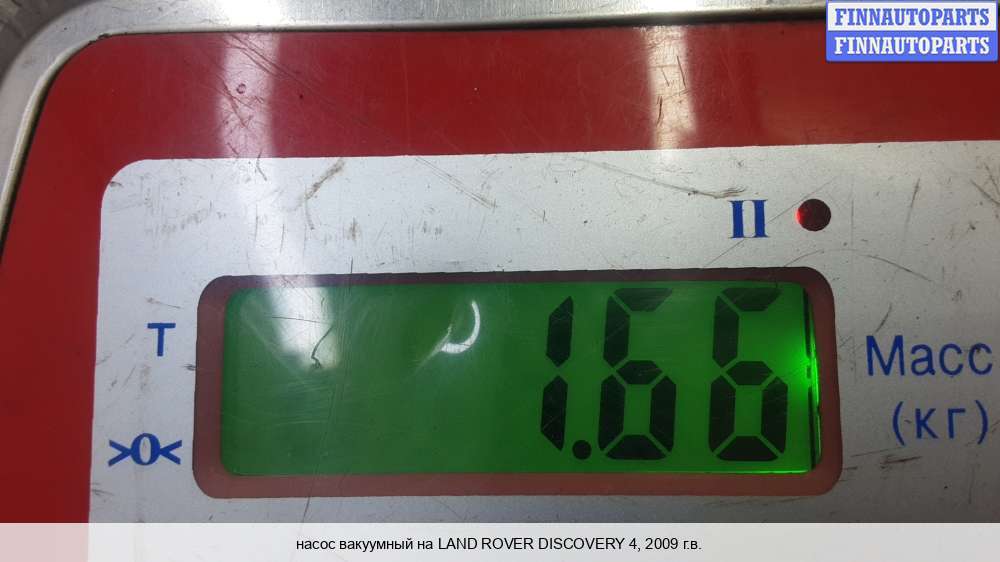 FINNAUTOPARTS
FINNAUTOPARTS
II
T
1.66
Масс
(кг)
>0<
насос вакуумный на LAND ROVER DISCOVERY 4, 2009 г.в.